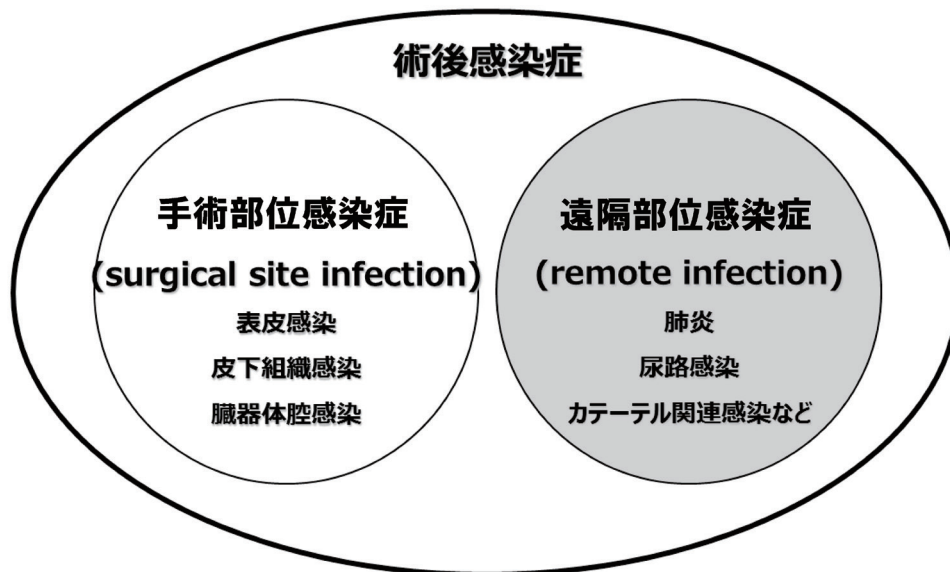 術後感染症
手術部位感染症
(surgical site infection)
表皮感染
皮下組織感染
臓器体腔感染
遠隔部位感染症
(remote infection)
肺炎
尿路感染
カテーテル関連感染など